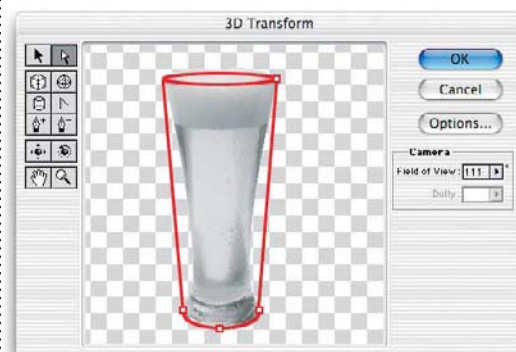 3D Transform
OK
Cancel
Options...
Camera
Field of View: 111 °
Dolly: